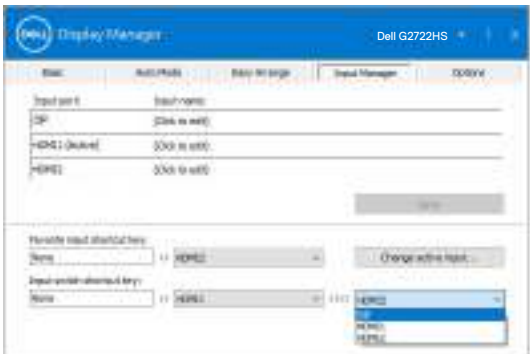 DELL Display Manager
Dell G2722HS
Basic Auto Mode Easy Arrange Input Manager Options
Input port Input name
DP (Click to edit)
HDMI1 (Active) (Click to edit)
HDMI2 (Click to edit)
Favorite input shortcut key:
None HDMI2 Change active input...
Input switch shortcut key:
None HDMI1 HDMI2
DP
HDMI1
HDMI2